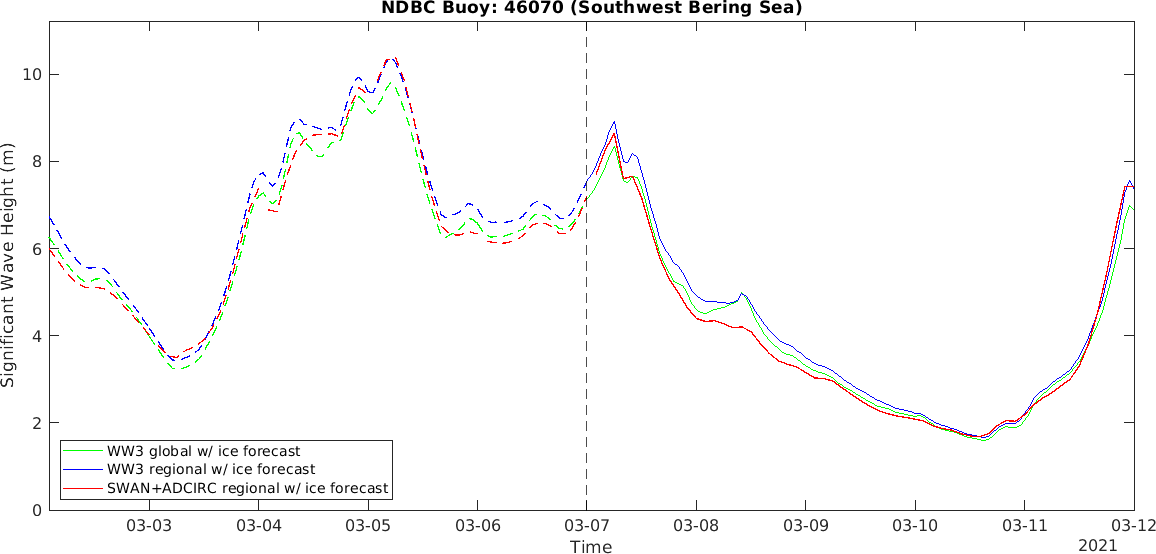 NDBC Buoy: 46070 (Southwest Bering Sea)
Significant Wave Height (m)
10
8
6
4
2
0
WW3 global w/ ice forecast
WW3 regional w/ ice forecast
SWAN+ADCIRC regional w/ ice forecast
03-03 03-04 03-05 03-06 03-07 03-08 03-09 03-10 03-11 03-12
Time
2021